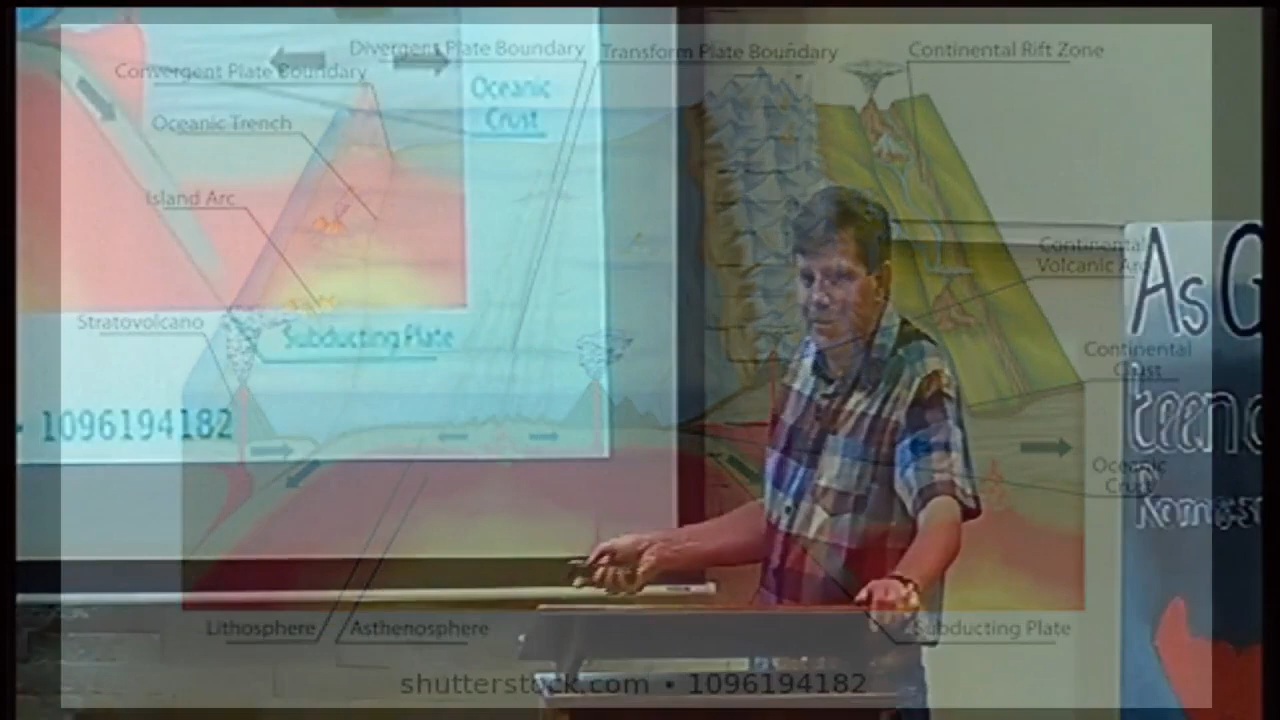 Divergent Plate Boundary
Transform Plate Boundary
Continental Rift Zone
Convergent Plate Boundary
Oceanic
Crust
Oceanic Trench
Island Arc
Continental
Volcanic Arc
As
Stratovolcano
Subducting Plate
Continental
Crust
1096194182
Oceanic
Crust
Lithosphere
Asthenosphere
Subducting Plate
shutterstock.com • 1096194182